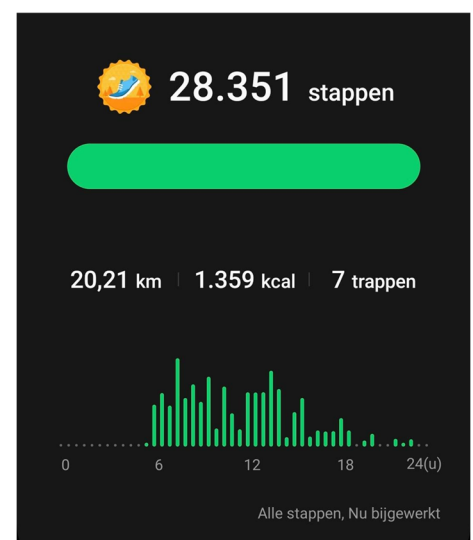 28.351 stappen
20,21 km 1.359 kcal 7 trappen
0 6 12 18 24(u)
Alle stappen, Nu bijgewerkt